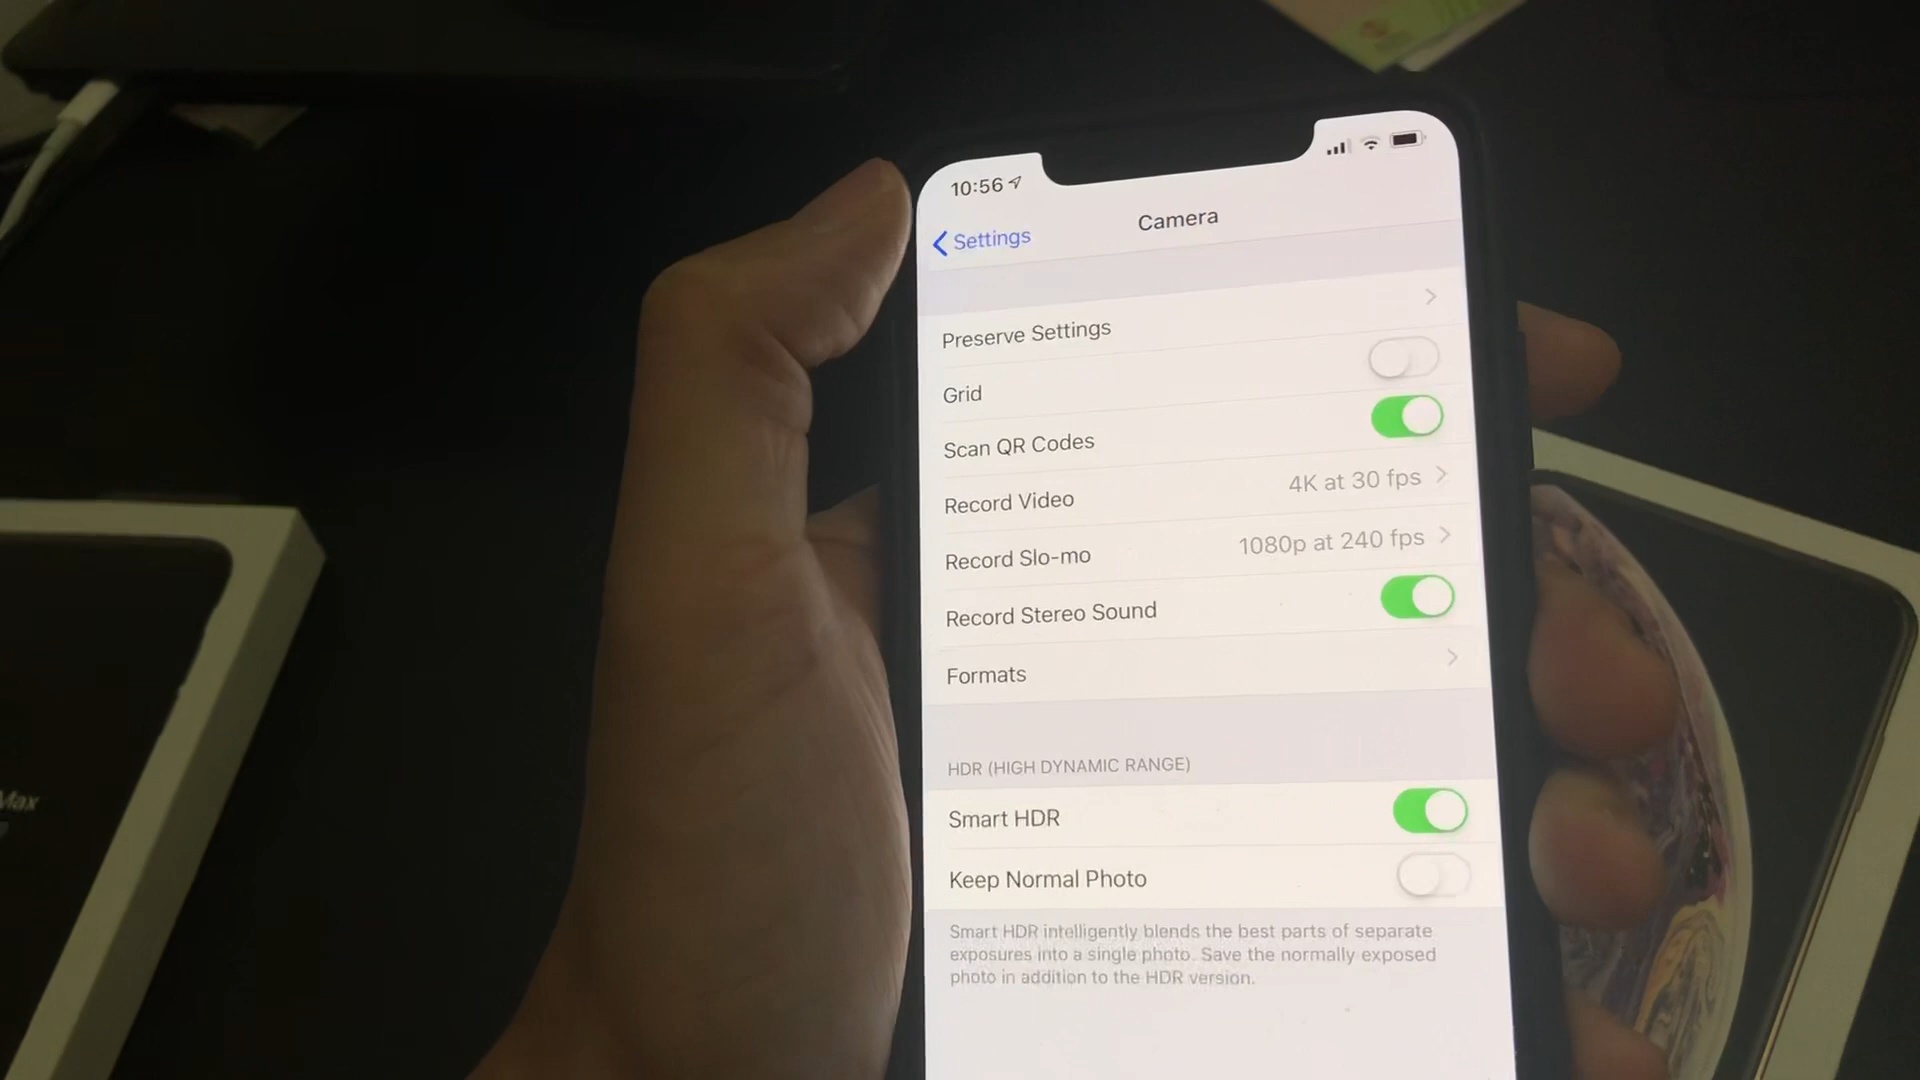 10:56
Settings
Camera
Preserve Settings
Grid
Scan QR Codes
Record Video 4K at 30 fps
Record Slo-mo 1080p at 240 fps
Record Stereo Sound
Formats
HDR (HIGH DYNAMIC RANGE)
Smart HDR
Keep Normal Photo
Smart HDR intelligently blends the best parts of separate
exposures into a single photo. Save the normally exposed
photo in addition to the HDR version.
Max